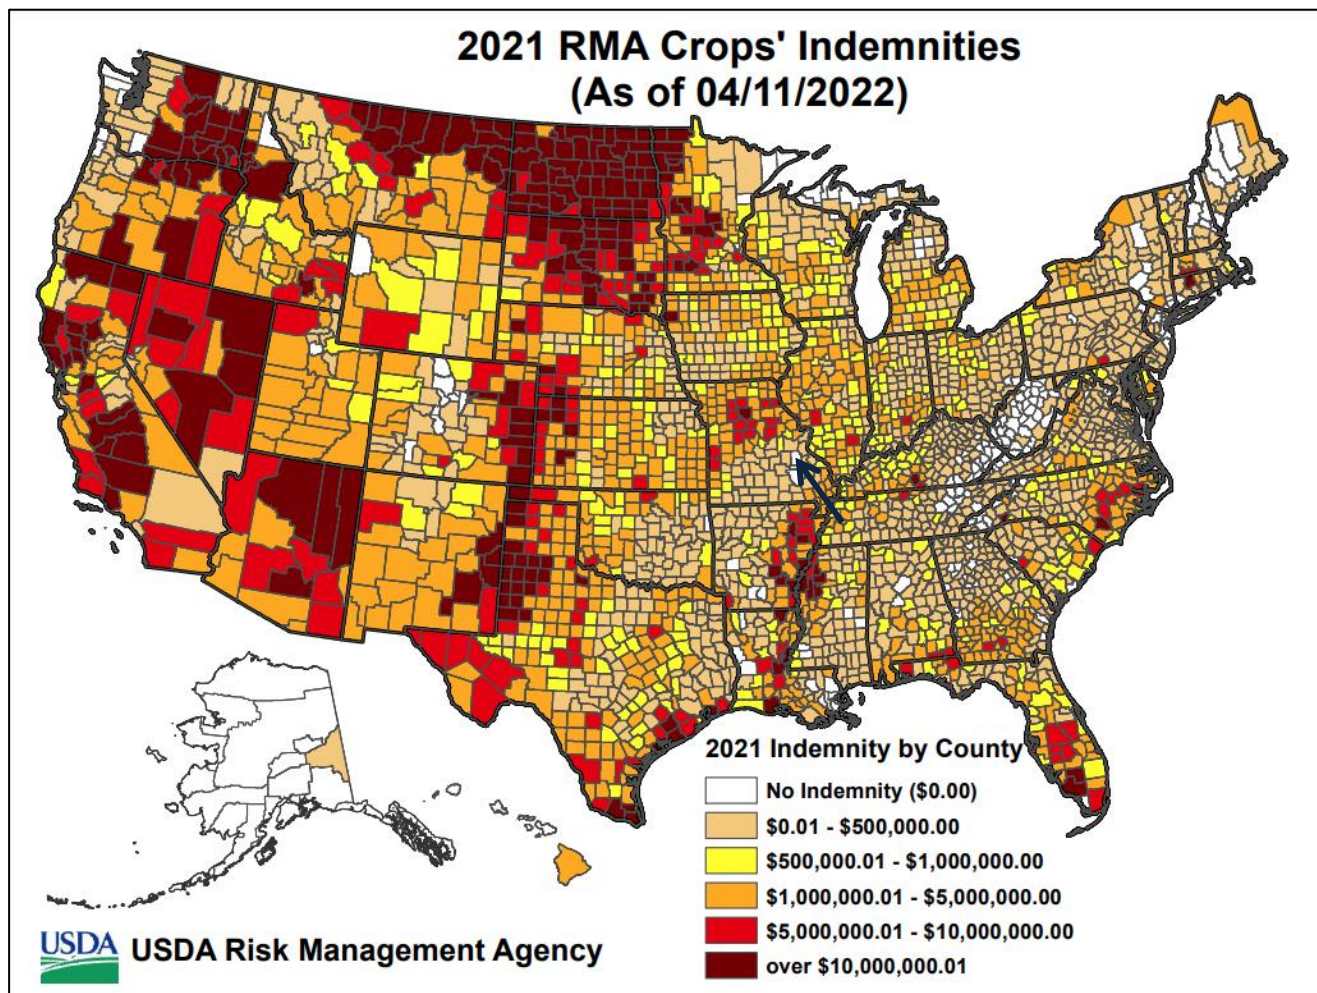 2021 RMA Crops' Indemnities
(As of 04/11/2022)
2021 Indemnity by County
No Indemnity ($0.00)
$0.01 - $500,000.00
$500,000.01 - $1,000,000.00
$1,000,000.01 - $5,000,000.00
$5,000,000.01 - $10,000,000.00
over $10,000,000.01
USDA
USDA Risk Management Agency